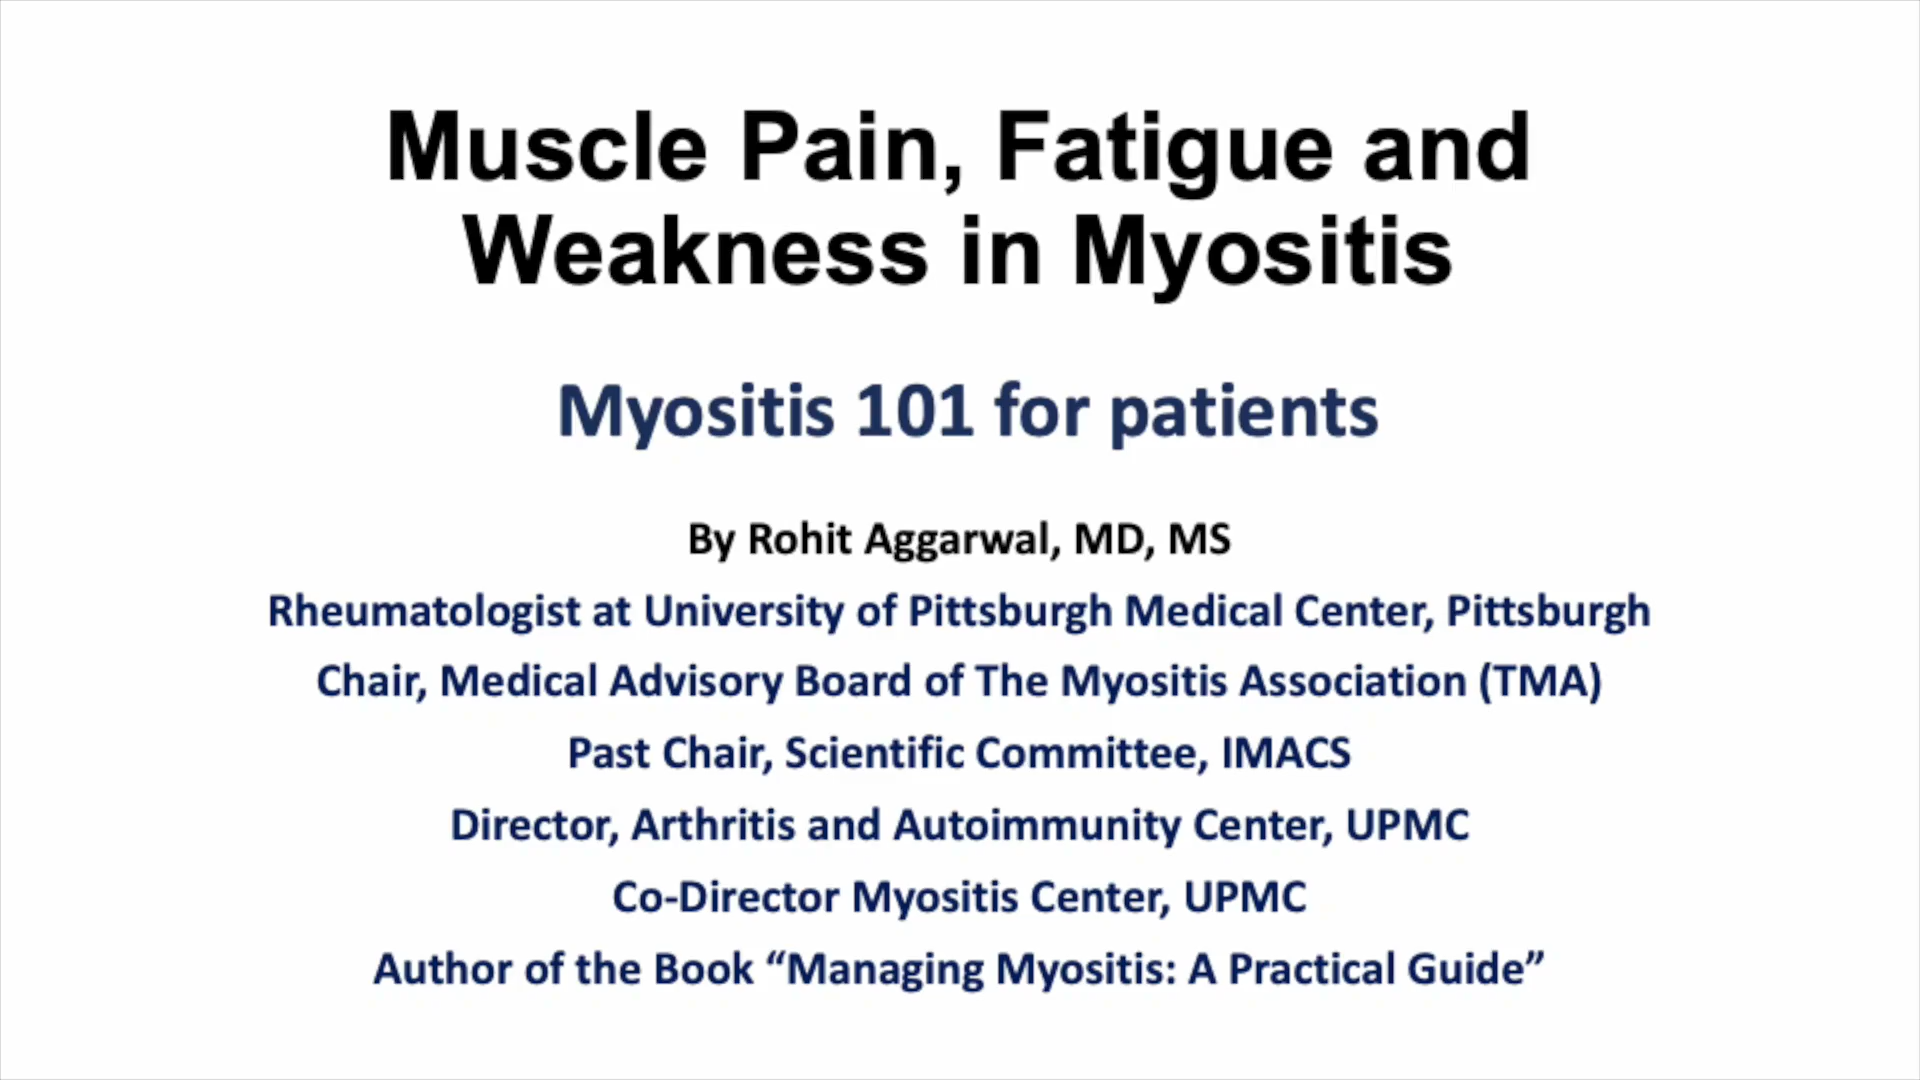 Muscle Pain, Fatigue and
Weakness in Myositis
Myositis 101 for patients
By Rohit Aggarwal, MD, MS
Rheumatologist at University of Pittsburgh Medical Center, Pittsburgh
Chair, Medical Advisory Board of The Myositis Association (TMA)
Past Chair, Scientific Committee, IMACS
Director, Arthritis and Autoimmunity Center, UPMC
Co-Director Myositis Center, UPMC
Author of the Book “Managing Myositis: A Practical Guide”